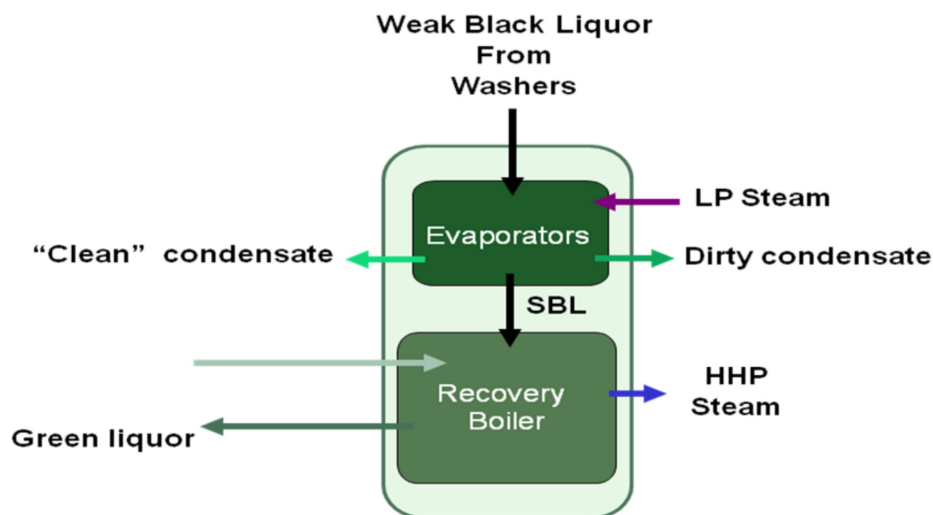 Weak Black Liquor
From
Washers
LP Steam
Evaporators
“Clean” condensate
Dirty condensate
SBL
HHP
Steam
Recovery
Boiler
Green liquor